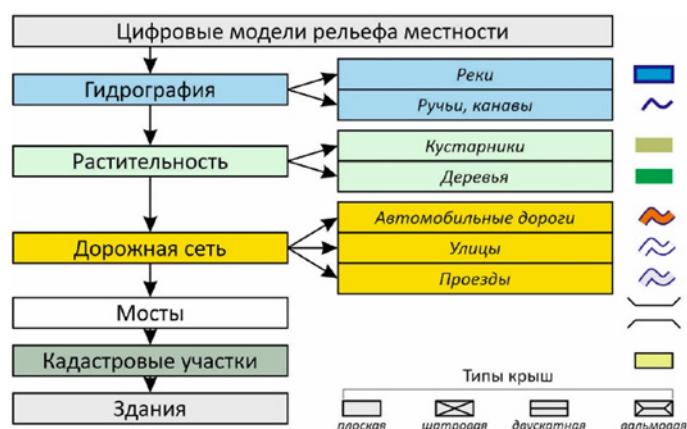 Цифровые модели рельефа местности
Гидрография
Реки
Ручьи, канавы
Растительность
Кустарники
Деревья
Дорожная сеть
Автомобильные дороги
Улицы
Проезды
Мосты
Кадастровые участки
Здания
Типы крыш
плоская шатровая двускатная вальмовая